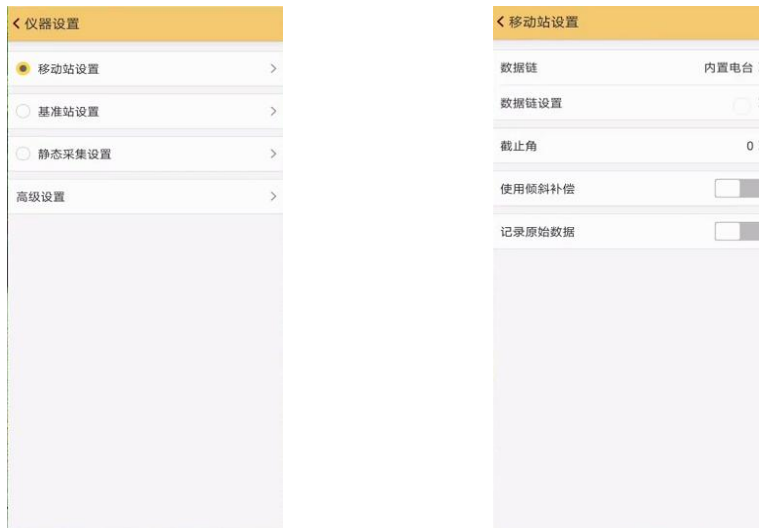 仪器设置
移动站设置
基准站设置
静态采集设置
高级设置
移动站设置
数据链 内置电台
数据链设置
截止角 0
使用倾斜补偿
记录原始数据